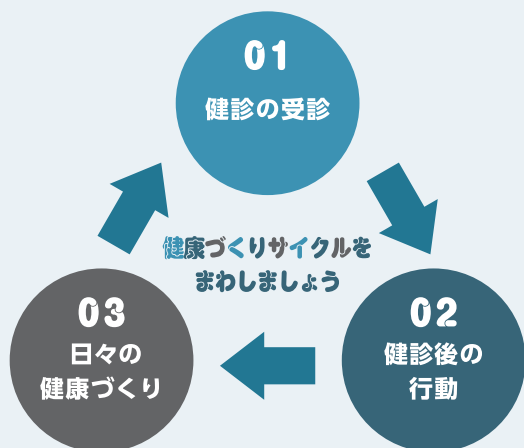 01
健診の受診
健康づくりサイクルを
まわしましょう
02
健診後の
行動
03
日々の
健康づくり